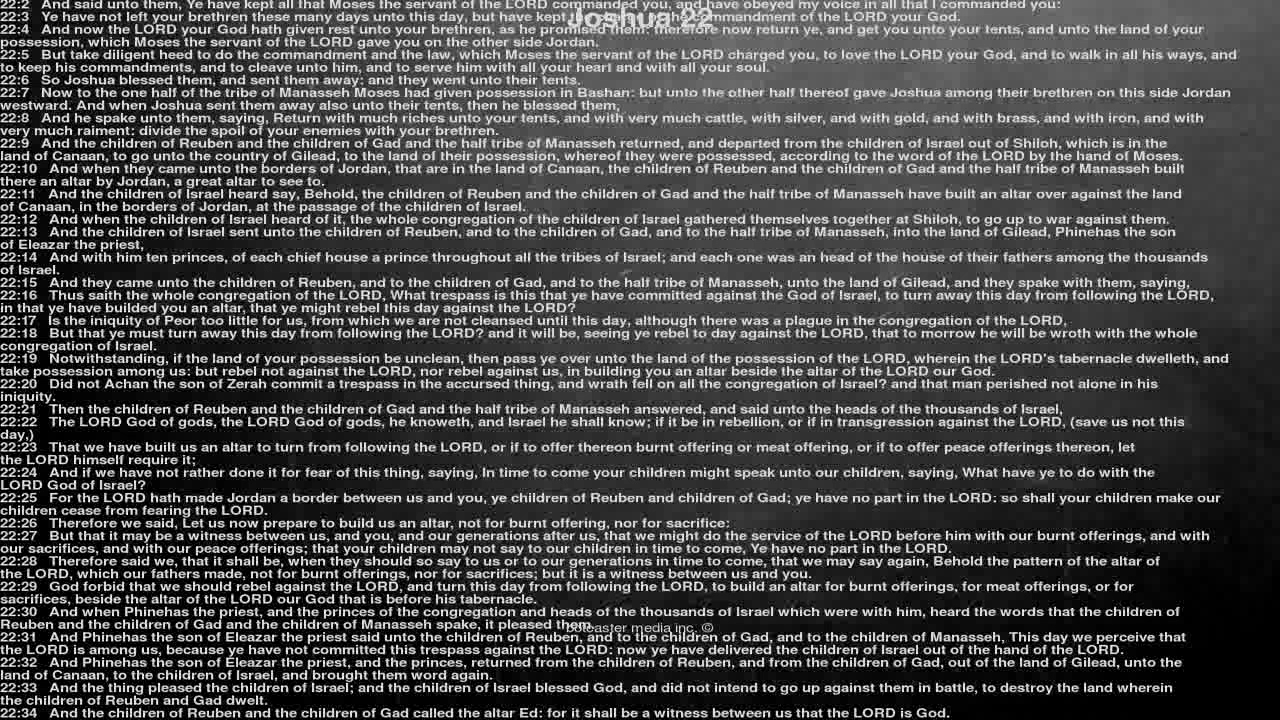 22:2 And said unto them, Ye have kept all that Moses the servant of the LORD commanded you, and have obeyed my voice in all that I commanded you:
Joshua 22
22:3 Ye have not left your brethren these many days unto this day, but have kept the commandment of the LORD your God.
22:4 And now the LORD your God hath given rest unto your brethren, as he promised them: therefore now return ye, and get you unto your tents, and unto the land of your
possession, which Moses the servant of the LORD gave you on the other side Jordan.
22:5 But take diligent heed to do the commandment and the law, which Moses the servant of the LORD charged you, to love the LORD your God, and to walk in all his ways, and
to keep his commandments, and to cleave unto him, and to serve him with all your heart and with all your soul.
22:6 So Joshua blessed them, and sent them away: and they went unto their tents.
22:7 Now to the one half of the tribe of Manasseh Moses had given possession in Bashan: but unto the other half thereof gave Joshua among their brethren on this side Jordan
westward. And when Joshua sent them away also unto their tents, then he blessed them,
22:8 And he spake unto them, saying, Return with much riches unto your tents, and with very much cattle, with silver, and with gold, and with brass, and with iron, and with
very much raiment: divide the spoil of your enemies with your brethren.
22:9 And the children of Reuben and the children of Gad and the half tribe of Manasseh returned, and departed from the children of Israel out of Shiloh, which is in the
land of Canaan, to go unto the country of Gilead, to the land of their possession, whereof they were possessed, according to the word of the LORD by the hand of Moses.
22:10 And when they came unto the borders of Jordan, that are in the land of Canaan, the children of Reuben and the children of Gad and the half tribe of Manasseh built
there an altar by Jordan, a great altar to see to.
22:11 And the children of Israel heard say, Behold, the children of Reuben and the children of Gad and the half tribe of Manasseh have built an altar over against the land
of Canaan, in the borders of Jordan, at the passage of the children of Israel.
22:12 And when the children of Israel heard of it, the whole congregation of the children of Israel gathered themselves together at Shiloh, to go up to war against them.
22:13 And the children of Israel sent unto the children of Reuben, and to the children of Gad, and to the half tribe of Manasseh, into the land of Gilead, Phinehas the son
of Eleazar the priest,
22:14 And with him ten princes, of each chief house a prince throughout all the tribes of Israel; and each one was an head of the house of their fathers among the thousands
of Israel.
22:15 And they came unto the children of Reuben, and to the children of Gad, and to the half tribe of Manasseh, unto the land of Gilead, and they spake with them, saying,
22:16 Thus saith the whole congregation of the LORD, What trespass is this that ye have committed against the God of Israel, to turn away this day from following the LORD,
in that ye have builded you an altar, that ye might rebel this day against the LORD?
22:17 Is the iniquity of Peor too little for us, from which we are not cleansed until this day, although there was a plague in the congregation of the LORD,
22:18 But that ye must turn away this day from following the LORD? and it will be, seeing ye rebel to day against the LORD, that to morrow he will be wroth with the whole
congregation of Israel.
22:19 Notwithstanding, if the land of your possession be unclean, then pass ye over unto the land of the possession of the LORD, wherein the LORD's tabernacle dwelleth, and
take possession among us: but rebel not against the LORD, nor rebel against us, in building you an altar beside the altar of the LORD our God.
22:20 Did not Achan the son of Zerah commit a trespass in the accursed thing, and wrath fell on all the congregation of Israel? and that man perished not alone in his
iniquity.
22:21 Then the children of Reuben and the children of Gad and the half tribe of Manasseh answered, and said unto the heads of the thousands of Israel,
22:22 The LORD God of gods, the LORD God of gods, he knoweth, and Israel he shall know; if it be in rebellion, or if in transgression against the LORD, (save us not this
day,)
22:23 That we have built us an altar to turn from following the LORD, or if to offer thereon burnt offering or meat offering, or if to offer peace offerings thereon, let
the LORD himself require it;
22:24 And if we have not rather done it for fear of this thing, saying, In time to come your children might speak unto our children, saying, What have ye to do with the
LORD God of Israel?
22:25 For the LORD hath made Jordan a border between us and you, ye children of Reuben and children of Gad; ye have no part in the LORD: so shall your children make our
children cease from fearing the LORD.
22:26 Therefore we said, Let us now prepare to build us an altar, not for burnt offering, nor for sacrifice:
22:27 But that it may be a witness between us, and you, and our generations after us, that we might do the service of the LORD before him with our burnt offerings, and with
our sacrifices, and with our peace offerings; that your children may not say to our children in time to come, Ye have no part in the LORD.
22:28 Therefore said we, that it shall be, when they should so say to us or to our generations in time to come, that we may say again, Behold the pattern of the altar of
the LORD, which our fathers made, not for burnt offerings, nor for sacrifices; but it is a witness between us and you.
22:29 God forbid that we should rebel against the LORD, and turn this day from following the LORD, to build an altar for burnt offerings, for meat offerings, or for
sacrifices, beside the altar of the LORD our God that is before his tabernacle.
22:30 And when Phinehas the priest, and the princes of the congregation and heads of the thousands of Israel which were with him, heard the words that the children of
Reuben and the children of Gad and the children of Manasseh spake, it pleased them.
media inc. ©
22:31 And Phinehas the son of Eleazar the priest said unto the children of Reuben, and to the children of Gad, and to the children of Manasseh, This day we perceive that
the LORD is among us, because ye have not committed this trespass against the LORD: now ye have delivered the children of Israel out of the hand of the LORD.
22:32 And Phinehas the son of Eleazar the priest, and the princes, returned from the children of Reuben, and from the children of Gad, out of the land of Gilead, unto the
land of Canaan, to the children of Israel, and brought them word again.
22:33 And the thing pleased the children of Israel; and the children of Israel blessed God, and did not intend to go up against them in battle, to destroy the land wherein
the children of Reuben and Gad dwelt.
22:34 And the children of Reuben and the children of Gad called the altar Ed: for it shall be a witness between us that the LORD is God.